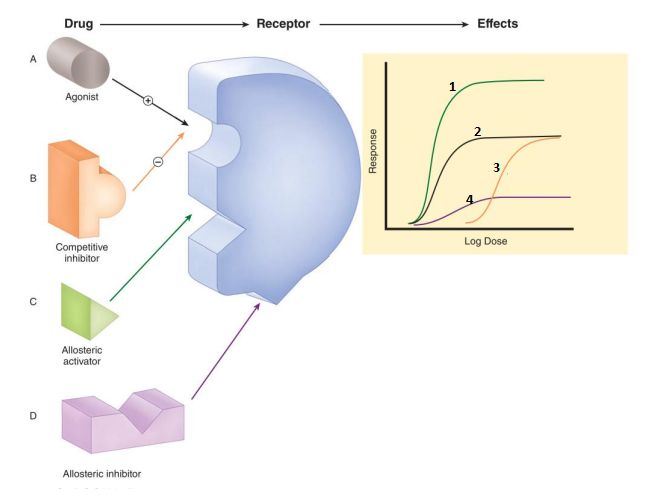 Drug
Receptor
Effects
A
Agonist
+
B
−
Competitive
inhibitor
C
Allosteric
activator
D
Allosteric inhibitor
Response
1
2
3
4
Log Dose